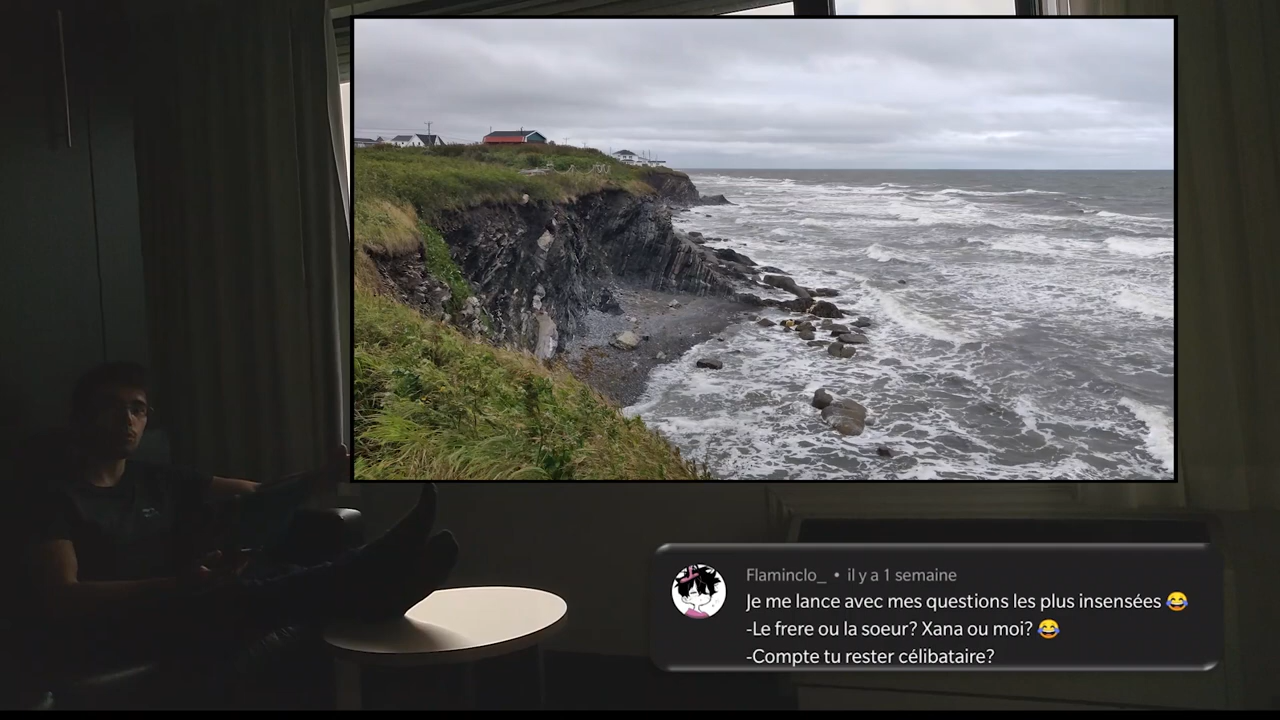 Flaminclo_ • il y a 1 semaine
Je me lance avec mes questions les plus insensées 😂
-Le frere ou la soeur? Xana ou moi? 😂
-Compte tu rester célibataire?